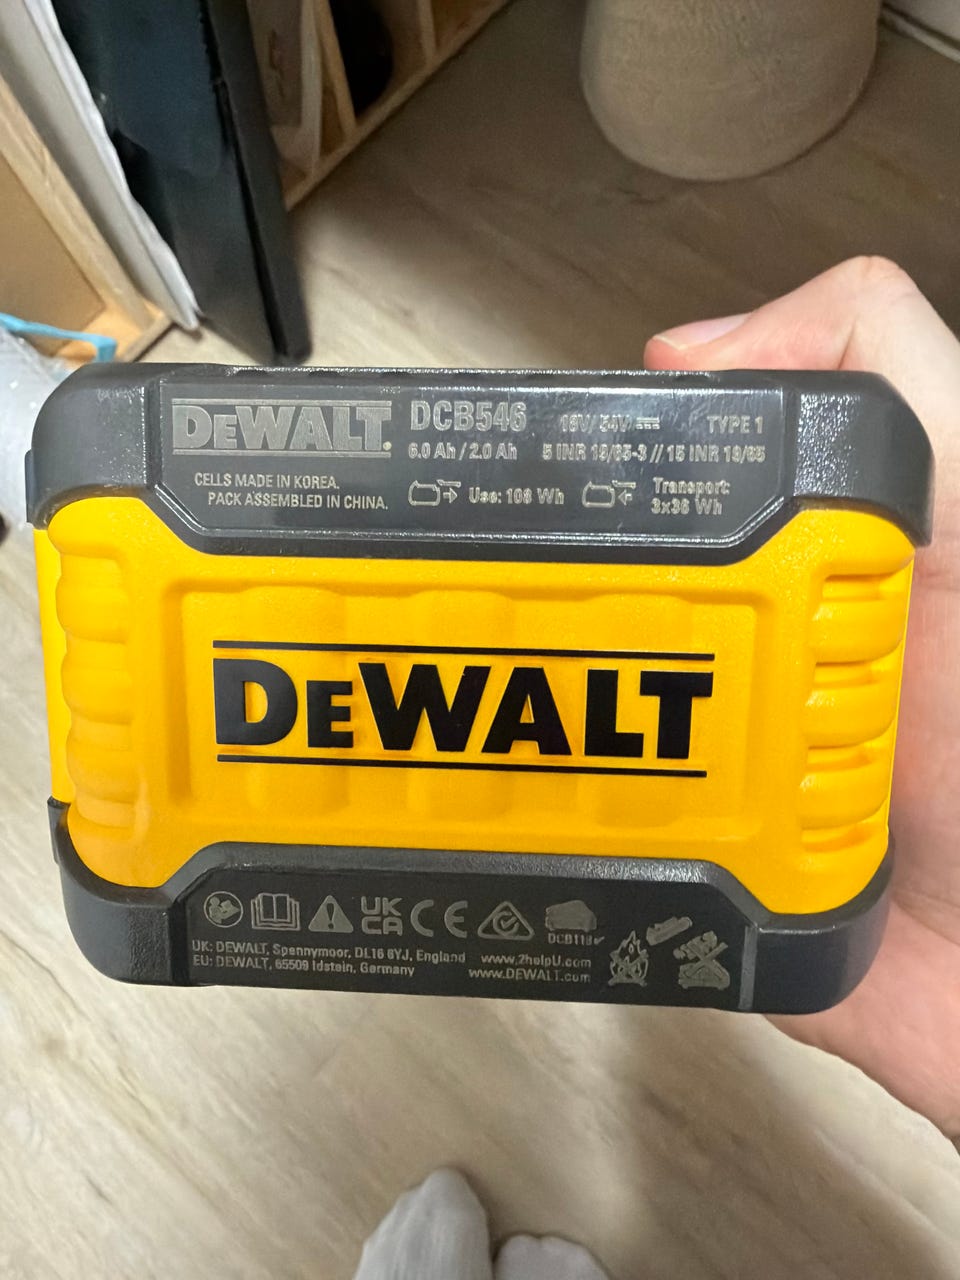 DEWALT®
DCB546 18V/54V TYPE 1
6.0 Ah / 2.0 Ah 5 INR 19/65-3 // 15 INR 19/65
CELLS MADE IN KOREA.
PACK ASSEMBLED IN CHINA.
Use: 108 Wh
Transport:
3x36 Wh
DEWALT
UK
CA
CE
DCB118
UK: DEWALT, Spennymoor, DL16 6YJ, England www.2helpU.com
EU: DEWALT, 65509 Idstein, Germany www.DEWALT.com